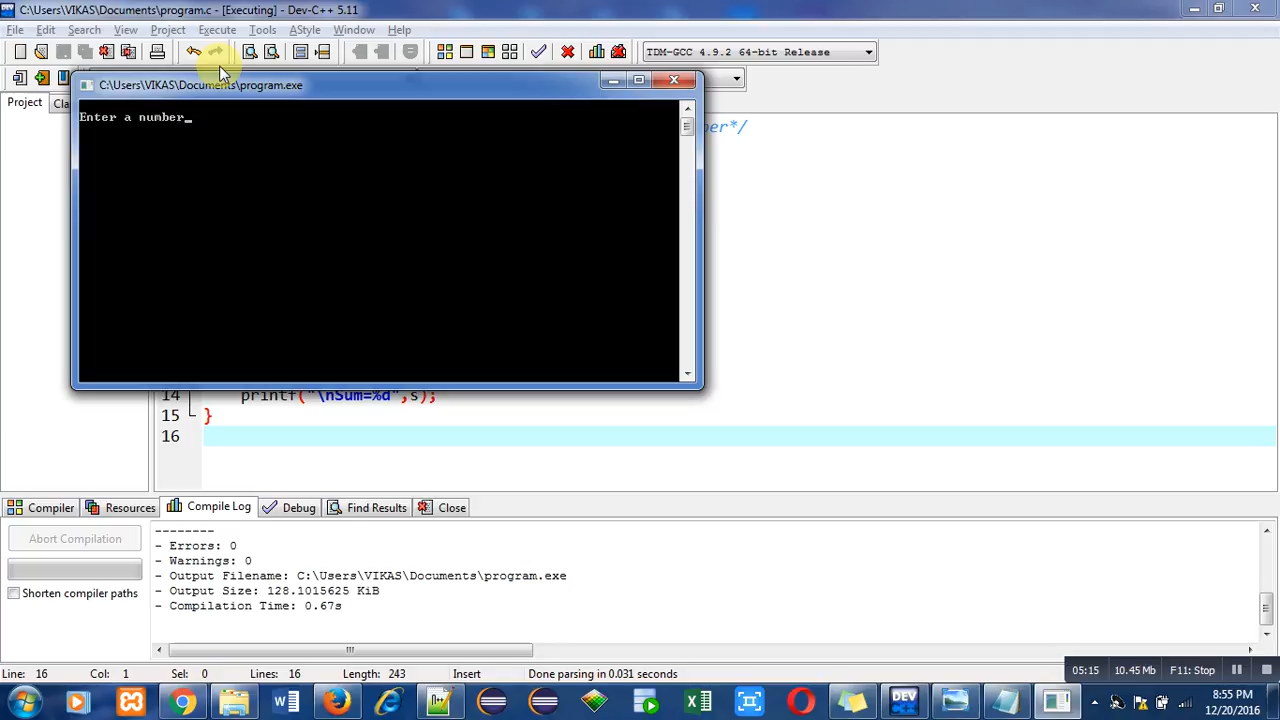 C:\Users\VIKAS\Documents\program.c - [Executing] - Dev-C++ 5.11
File Edit Search View Project Execute Tools AStyle Window Help
TDM-GCC 4.9.2 64-bit Release
C:\Users\VIKAS\Documents\program.exe
Project Cla
Enter a number_
ber*/
14 printf("\nSum=%d",s);
15 }
16
Compiler Resources Compile Log Debug Find Results Close
--------
Abort Compilation
- Errors: 0
- Warnings: 0
- Output Filename: C:\Users\VIKAS\Documents\program.exe
- Output Size: 128.1015625 KiB
Shorten compiler paths
- Compilation Time: 0.67s
Line: 16 Col: 1 Sel: 0 Lines: 16 Length: 243 Insert Done parsing in 0.031 seconds
05:15 10.45 Mb F11: Stop
DEV
8:55 PM
12/20/2016